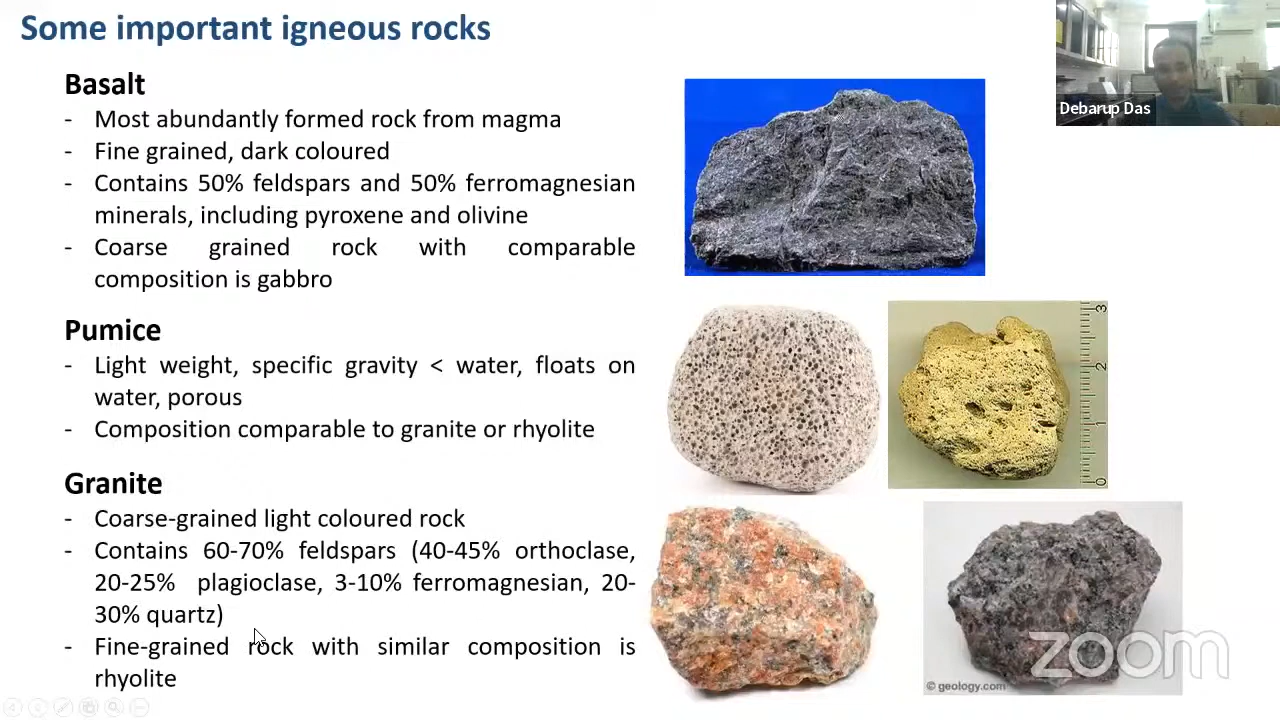 Some important igneous rocks
Debarup Das
Basalt
- Most abundantly formed rock from magma
- Fine grained, dark coloured
- Contains 50% feldspars and 50% ferromagnesian
minerals, including pyroxene and olivine
- Coarse grained rock with comparable
composition is gabbro
Pumice
- Light weight, specific gravity < water, floats on
water, porous
- Composition comparable to granite or rhyolite
3
2
1
0
Granite
- Coarse-grained light coloured rock
- Contains 60-70% feldspars (40-45% orthoclase,
20-25% plagioclase, 3-10% ferromagnesian, 20-
30% quartz)
- Fine-grained rock with similar composition is
rhyolite
© geology.com
zoom